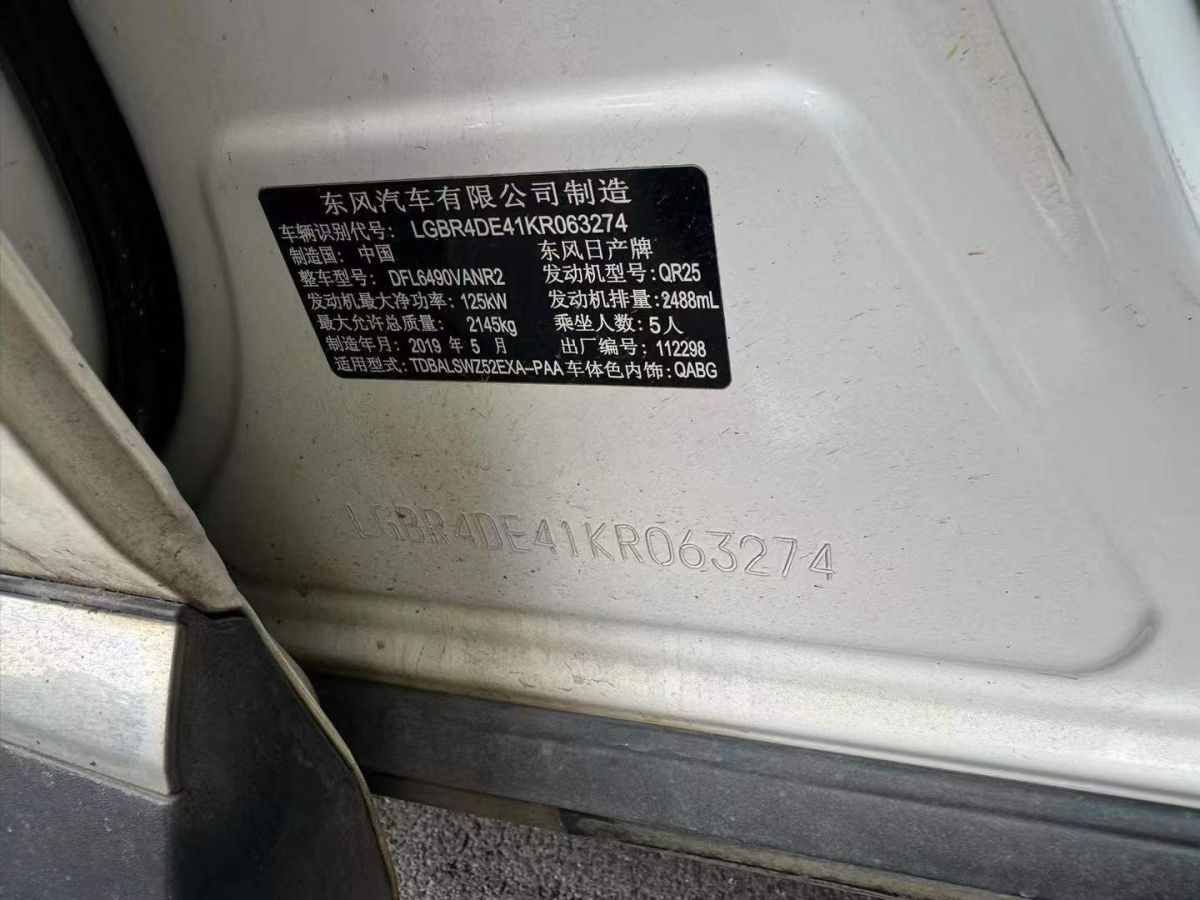 东风汽车有限公司制造
车辆识别代号: LGBR4DE41KR063274
制造国: 中国 东风日产牌
整车型号: DFL6490VANR2 发动机型号:QR25
发动机最大净功率: 125kW 发动机排量:2488mL
最大允许总质量: 2145kg 乘坐人数:5人
制造年月:2019 年 5 月 出厂编号: 112298
适用型式:TDBALSWZ52EXA-PAA 车体色内饰:QABG
LGBR4DE41KR063274